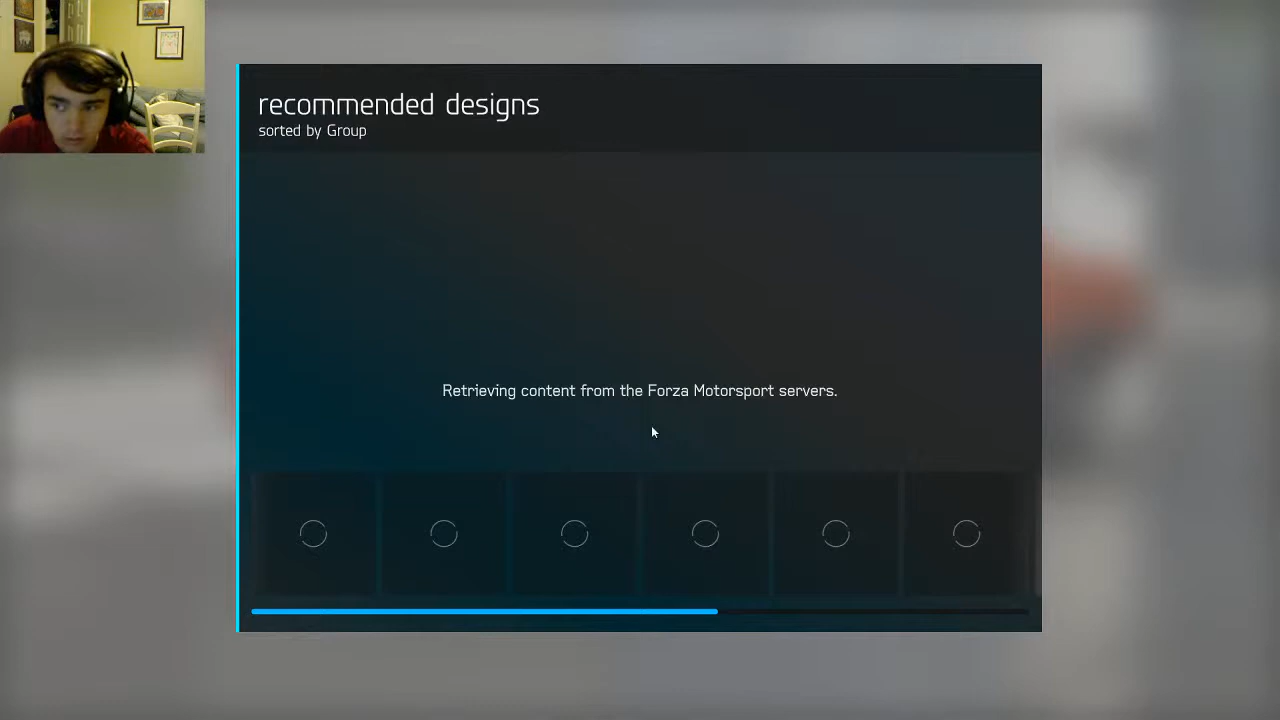 recommended designs
sorted by Group
Retrieving content from the Forza Motorsport servers.